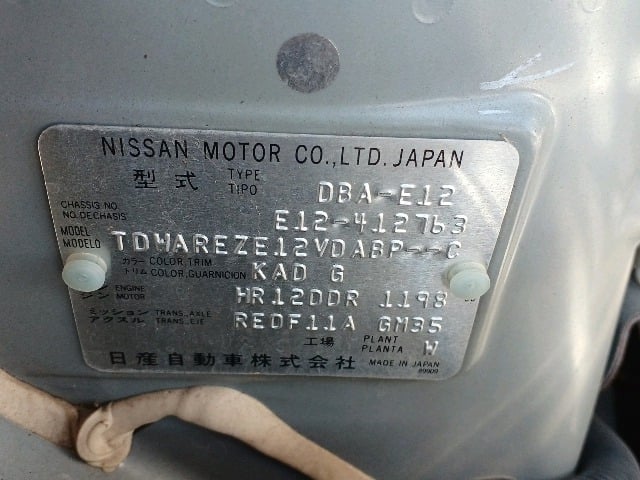 NISSAN MOTOR CO., LTD. JAPAN
型式 TYPE TIPO DBA-E12
CHASSIS NO. NO. DECHASIS E12-412763
MODEL MODELO TDWAREZE12VDABP--C
カラートリム COLOR, TRIM COLOR, GUARNICION KAD G
エンジン ENGINE MOTOR HR12DDR 1198 cc
ミッション アクスル TRANS., AXLE TRANS., EJE RE0F11A GM35
工場 PLANT PLANTA W
日産自動車株式会社 MADE IN JAPAN